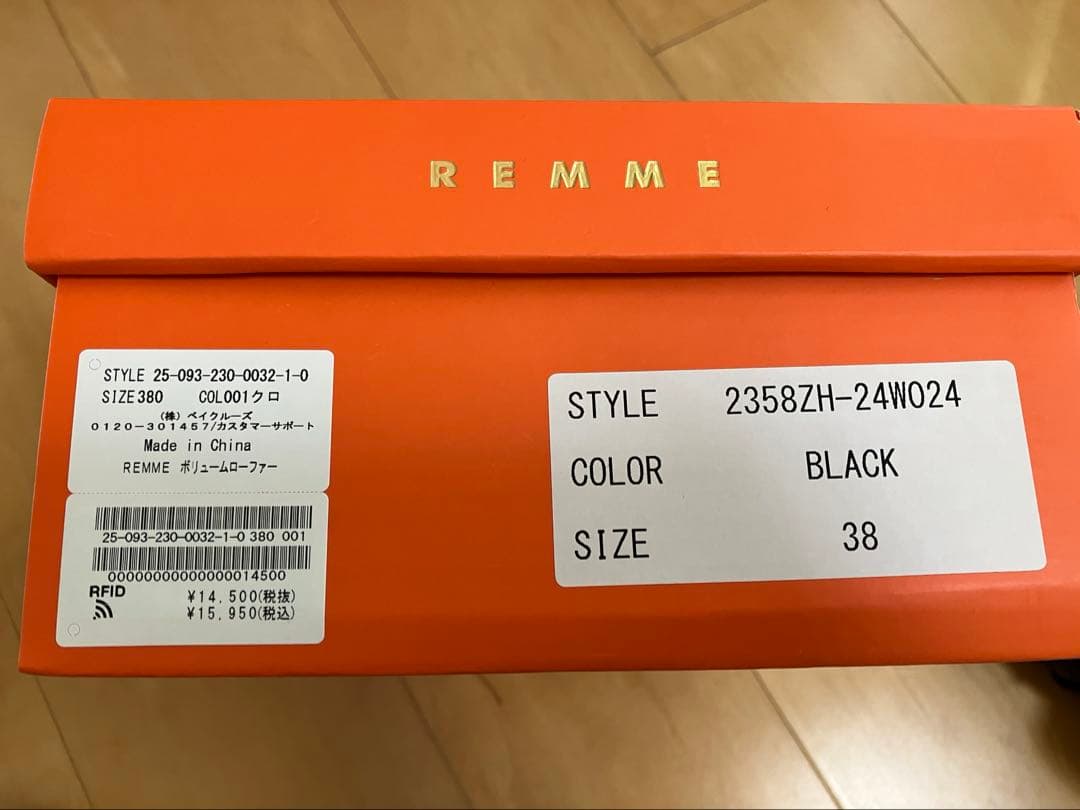 REMME
STYLE 25-093-230-0032-1-0
SIZE380 COL001クロ
(株)ベイクルーズ
0120-301457/カスタマーサポート
Made in China
REMME ボリュームローファー
25-093-230-0032-1-0 380 001
00000000000000014500
RFID
¥14,500(税抜)
¥15,950(税込)
STYLE 2358ZH-24W024
COLOR BLACK
SIZE 38